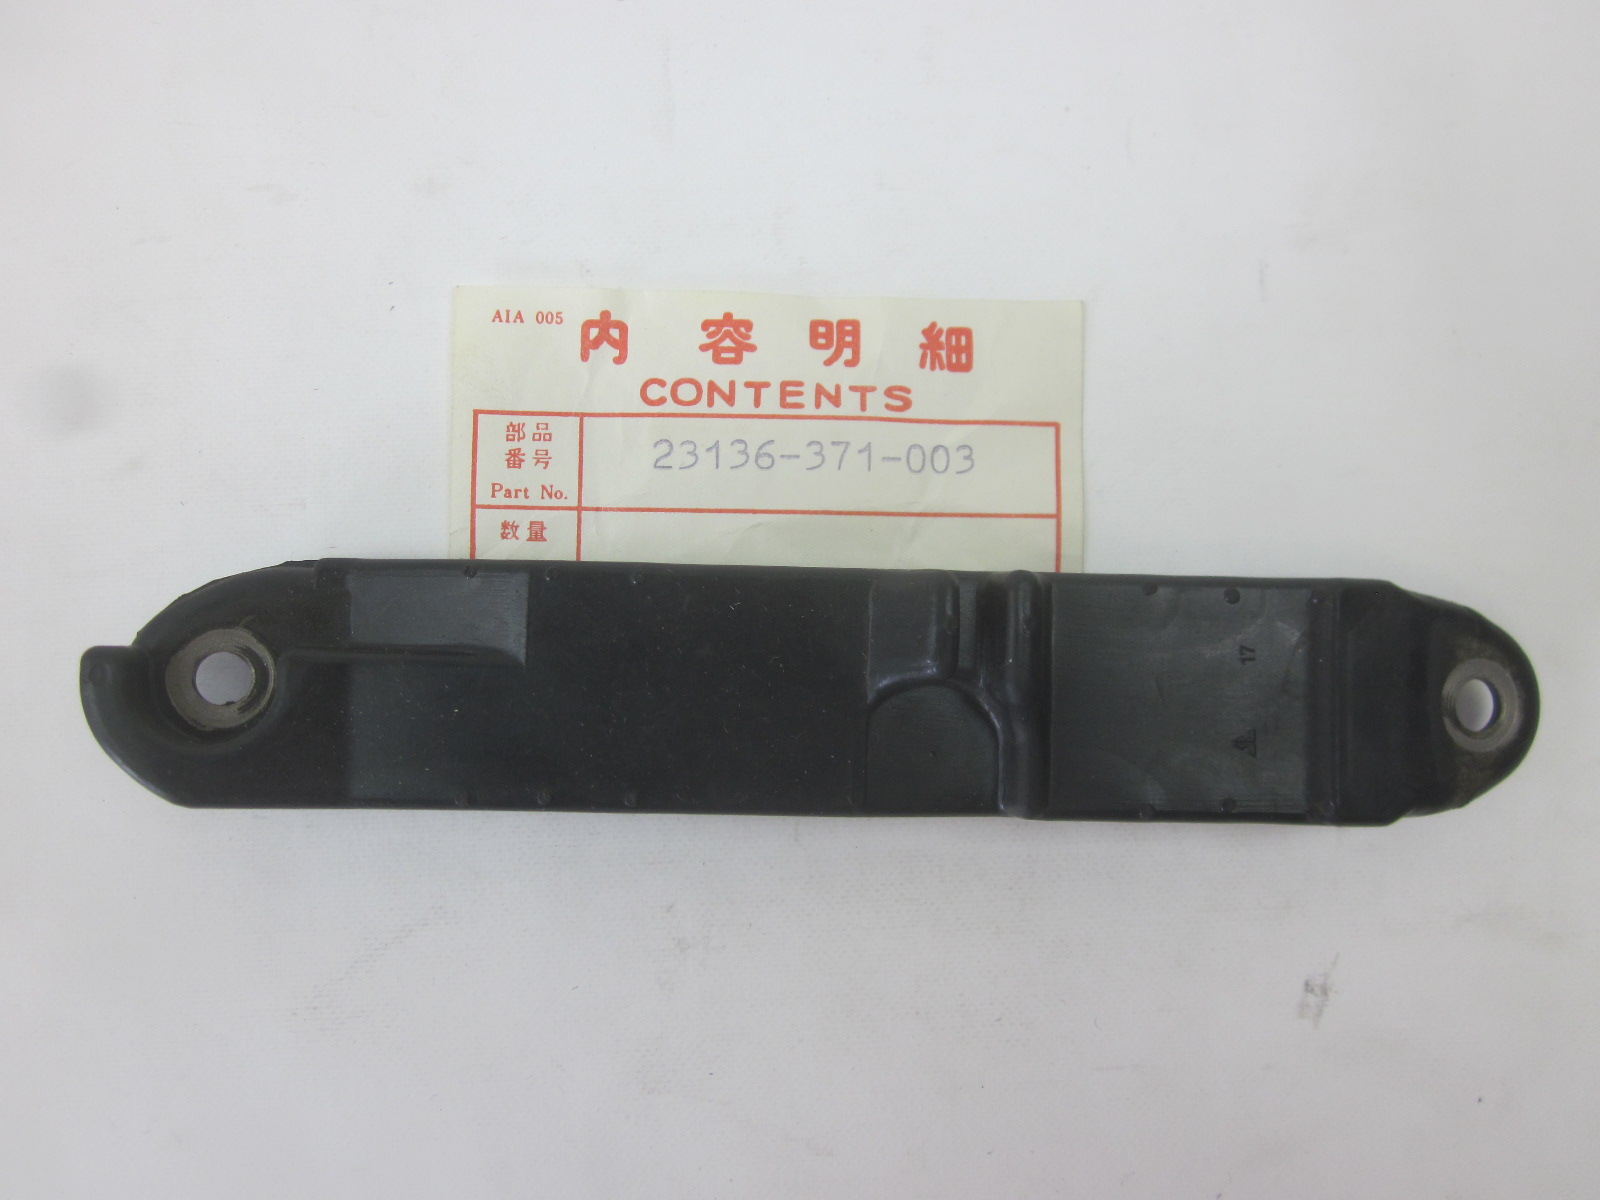 AIA 005
内容明細
CONTENTS
部品
番号
Part No.
23136-371-003
数量
17